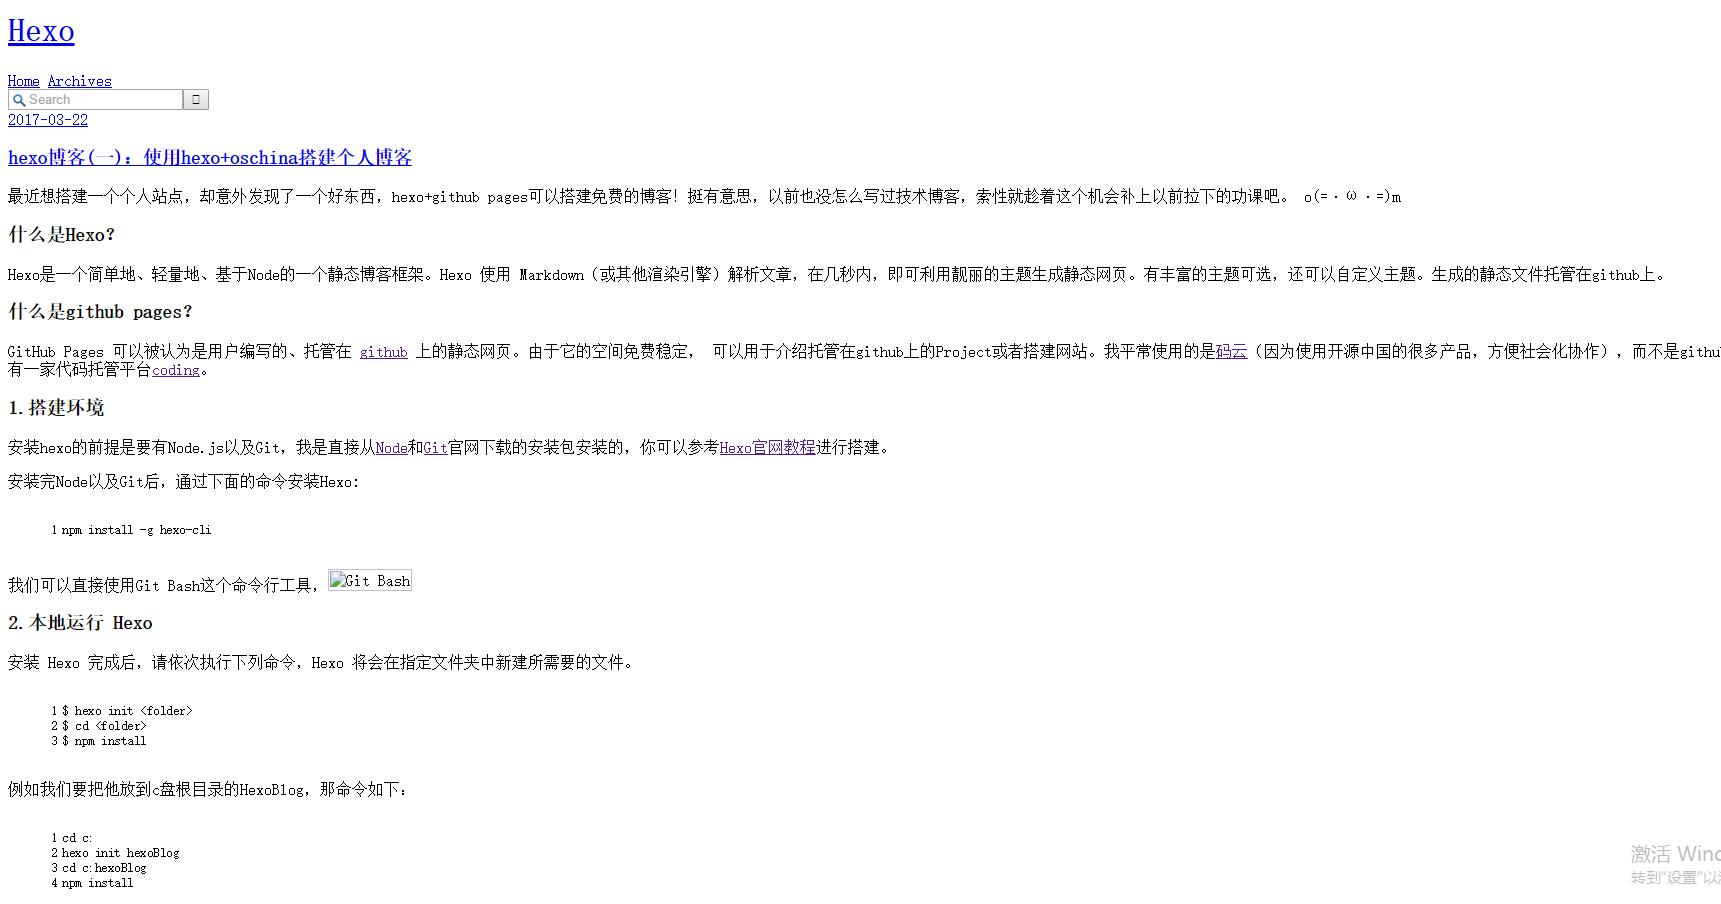 Hexo
Home Archives
Search
2017-03-22
hexo博客(一)：使用hexo+oschina搭建个人博客
最近想搭建一个个人站点，却意外发现了一个好东西，hexo+github pages可以搭建免费的博客！挺有意思，以前也没怎么写过技术博客，索性就趁着这个机会补上以前拉下的功课吧。 o(=·ω·=)m
什么是Hexo？
Hexo是一个简单地、轻量地、基于Node的一个静态博客框架。Hexo 使用 Markdown（或其他渲染引擎）解析文章，在几秒内，即可利用靓丽的主题生成静态网页。有丰富的主题可选，还可以自定义主题。生成的静态文件托管在github上。
什么是github pages？
GitHub Pages 可以被认为是用户编写的、托管在 github 上的静态网页。由于它的空间免费稳定， 可以用于介绍托管在github上的Project或者搭建网站。我平常使用的是码云（因为使用开源中国的很多产品，方便社会化协作），而不是githu
有一家代码托管平台coding。
1.搭建环境
安装hexo的前提是要有Node.js以及Git，我是直接从Node和Git官网下载的安装包安装的，你可以参考Hexo官网教程进行搭建。
安装完Node以及Git后，通过下面的命令安装Hexo:
1 npm install -g hexo-cli
我们可以直接使用Git Bash这个命令行工具， Git Bash
2.本地运行 Hexo
安装 Hexo 完成后，请依次执行下列命令，Hexo 将会在指定文件夹中新建所需要的文件。
1 $ hexo init <folder>
2 $ cd <folder>
3 $ npm install
例如我们要把他放到c盘根目录的HexoBlog，那命令如下：
1 cd c:
2 hexo init hexoBlog
3 cd c:hexoBlog
4 npm install
激活 Wind
转到"设置"以